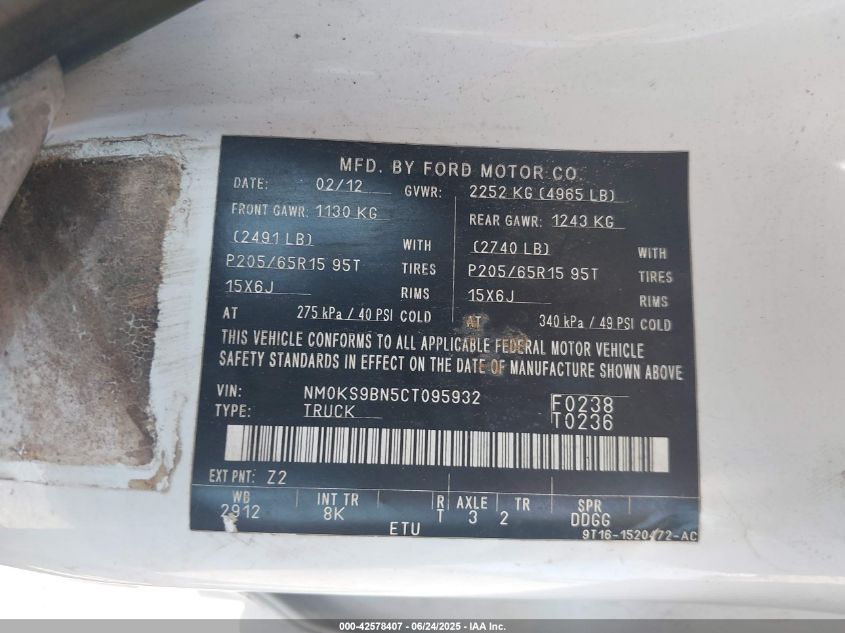 MFD. BY FORD MOTOR CO.
DATE: 02/12 GVWR: 2252 KG (4965 LB)
FRONT GAWR: 1130 KG REAR GAWR: 1243 KG
(2491 LB) WITH (2740 LB) WITH
P205/65R15 95T TIRES P205/65R15 95T TIRES
15X6J RIMS 15X6J RIMS
AT 275 kPa / 40 PSI COLD AT 340 kPa / 49 PSI COLD
THIS VEHICLE CONFORMS TO ALL APPLICABLE FEDERAL MOTOR VEHICLE
SAFETY STANDARDS IN EFFECT ON THE DATE OF MANUFACTURE SHOWN ABOVE
VIN: NM0KS9BN5CT095932 F0238
TYPE: TRUCK T0236
EXT PNT: Z2
WB INT TR R AXLE TR SPR
2912 8K T 3 2 DDGG
ETU 9T16-1520472-AC
000-42578407 - 06/24/2025 - IAA Inc.